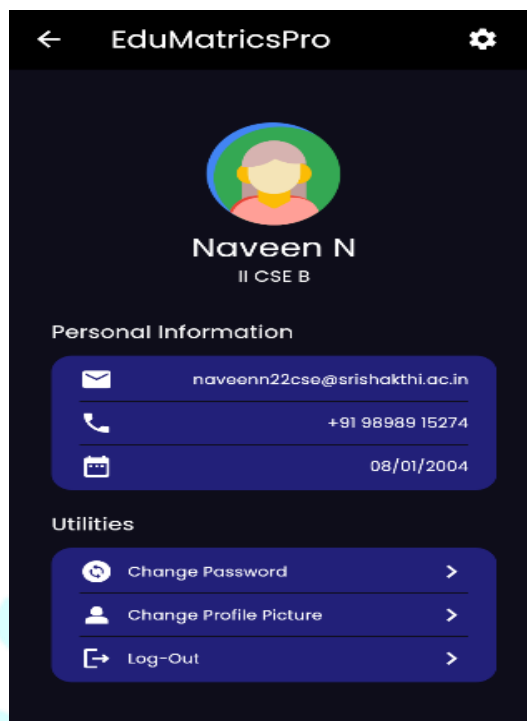 EduMatricsPro
Naveen N
II CSE B
Personal Information
naveenn22cse@srishakthi.ac.in
+91 98989 15274
08/01/2004
Utilities
Change Password
Change Profile Picture
Log-Out